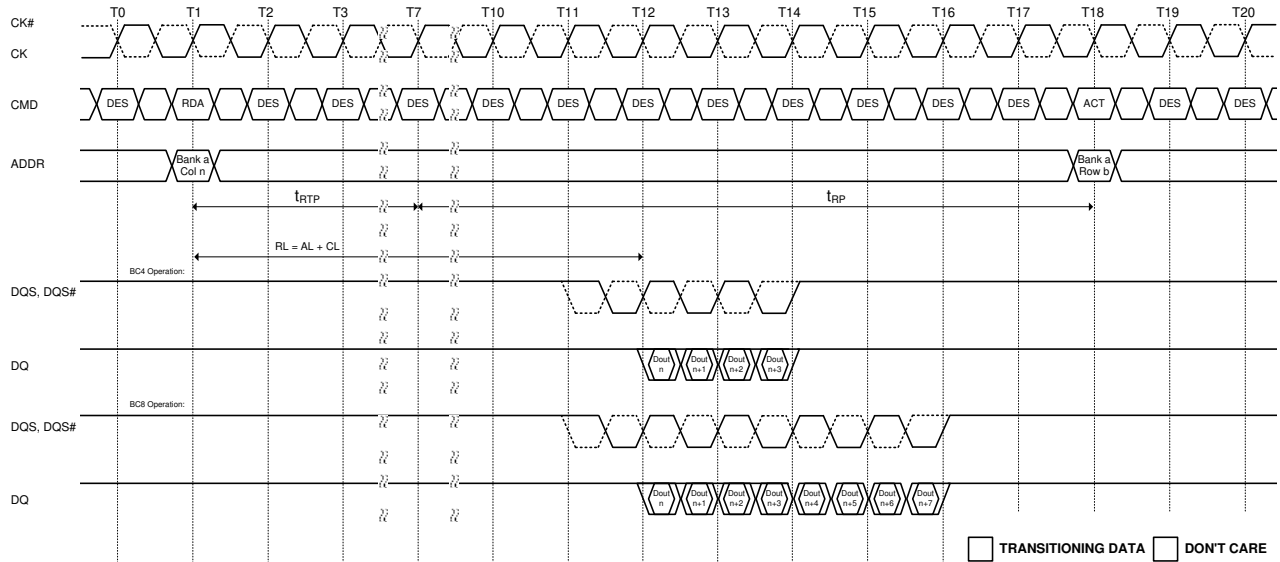 T0 T1 T2 T3 T7 T10 T11 T12 T13 T14 T15 T16 T17 T18 T19 T20
CK#
CK
CMD DES RDA DES DES DES DES DES DES DES DES DES DES DES ACT DES DES
ADDR Bank a Bank a
Col n Row b
tRTP tRP
RL = AL + CL
BC4 Operation:
DQS, DQS#
DQ Dout Dout Dout Dout
n n+1 n+2 n+3
BC8 Operation:
DQS, DQS#
DQ Dout Dout Dout Dout Dout Dout Dout Dout
n n+1 n+2 n+3 n+4 n+5 n+6 n+7
TRANSITIONING DATA DON'T CARE